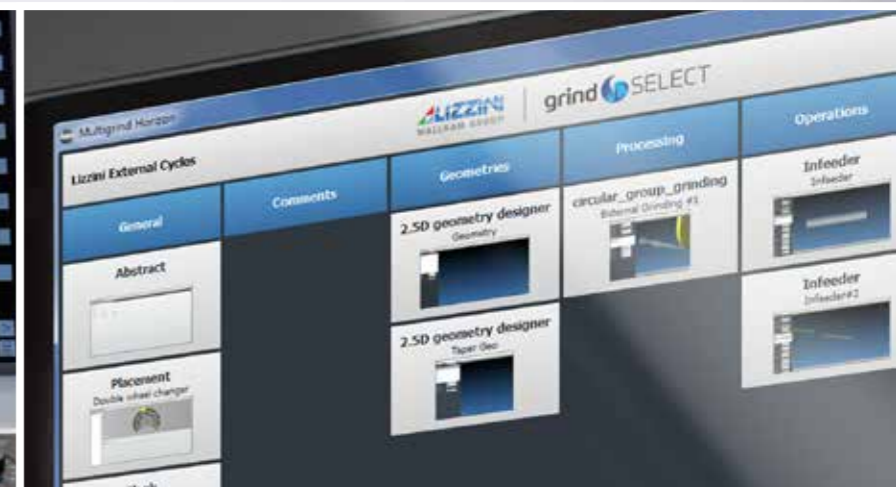 Multigrind Horizon
LIZZINI
WALLRAM GROUP
grind SELECT
Lizzini External Cycles
General
Comments
Geometries
Processing
Operations
Abstract
2.5D geometry designer
Geometry
circular_group_grinding
External Grinding #1
Infeeder
Infeeder
Placement
Double wheel changer
2.5D geometry designer
Taper Geo
Infeeder
Infeeder#2